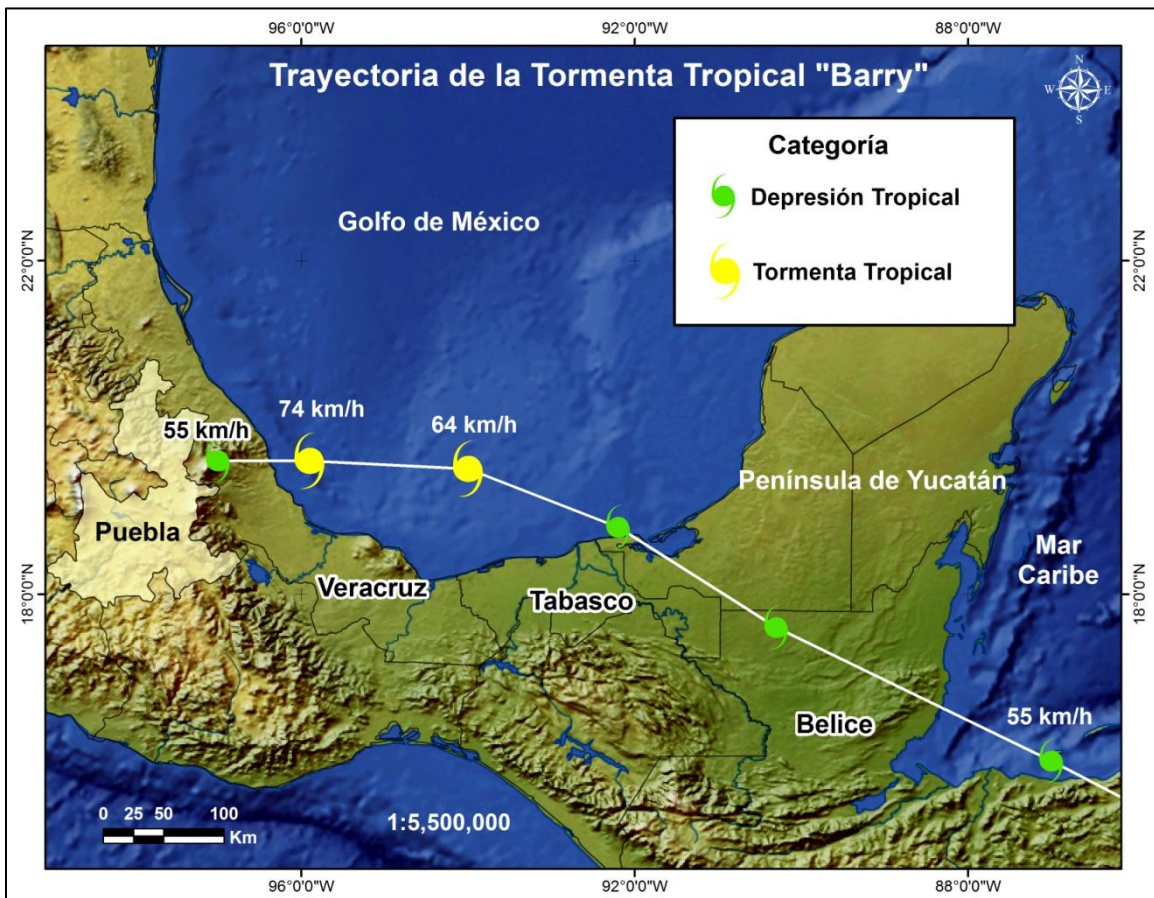 96°0'0"W
92°0'0"W
88°0'0"W
Trayectoria de la Tormenta Tropical "Barry"
N
W
E
S
Categoría
Depresión Tropical
Tormenta Tropical
Golfo de México
22°0'0"N
22°0'0"N
74 km/h
64 km/h
55 km/h
Península de Yucatán
Puebla
Mar
Caribe
Veracruz
Tabasco
18°0'0"N
18°0'0"N
55 km/h
Belice
0 25 50 100
Km
1:5,500,000
96°0'0"W
92°0'0"W
88°0'0"W